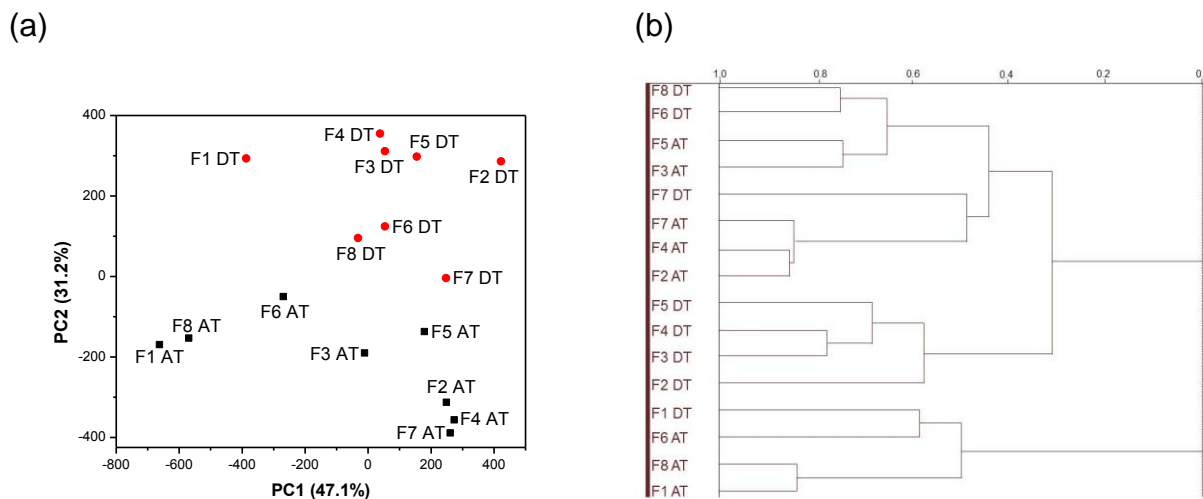 (a)
(b)
400
200
0
-200
-400
PC2 (31.2%)
-800
-600
-400
-200
0
200
400
PC1 (47.1%)
F1 DT
F4 DT
F3 DT
F5 DT
F2 DT
F6 DT
F8 DT
F7 DT
F6 AT
F8 AT
F1 AT
F3 AT
F5 AT
F2 AT
F4 AT
F7 AT
1.0
0.8
0.6
0.4
0.2
F8 DT
F6 DT
F5 AT
F3 AT
F7 DT
F7 AT
F4 AT
F2 AT
F5 DT
F4 DT
F3 DT
F2 DT
F1 DT
F6 AT
F8 AT
F1 AT